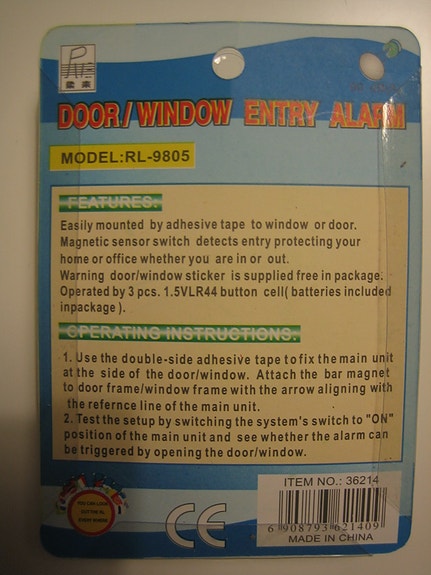 DOOR/WINDOW ENTRY ALARM
MODEL:RL-9805
FEATURES:
Easily mounted by adhesive tape to window or door.
Magnetic sensor switch detects entry protecting your
home or office whether you are in or out.
Warning door/window sticker is supplied free in package.
Operated by 3 pcs. 1.5VLR44 button cell( batteries included
inpackage ).
OPERATING INSTRUCTIONS:
1. Use the double-side adhesive tape to fix the main unit
at the side of the door/window. Attach the bar magnet
to door frame/window frame with the arrow aligning with
the refernce line of the main unit.
2. Test the setup by switching the system's switch to "ON"
position of the main unit and see whether the alarm can
be triggered by opening the door/window.
CE
ITEM NO.: 36214
6 908793 621409
MADE IN CHINA